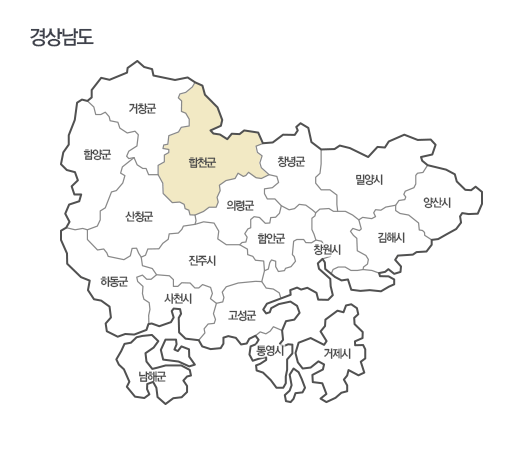 경상남도
거창군
함양군
합천군
창녕군
밀양시
산청군
의령군
양산시
함안군
창원시
김해시
진주시
하동군
사천시
고성군
통영시
거제시
남해군